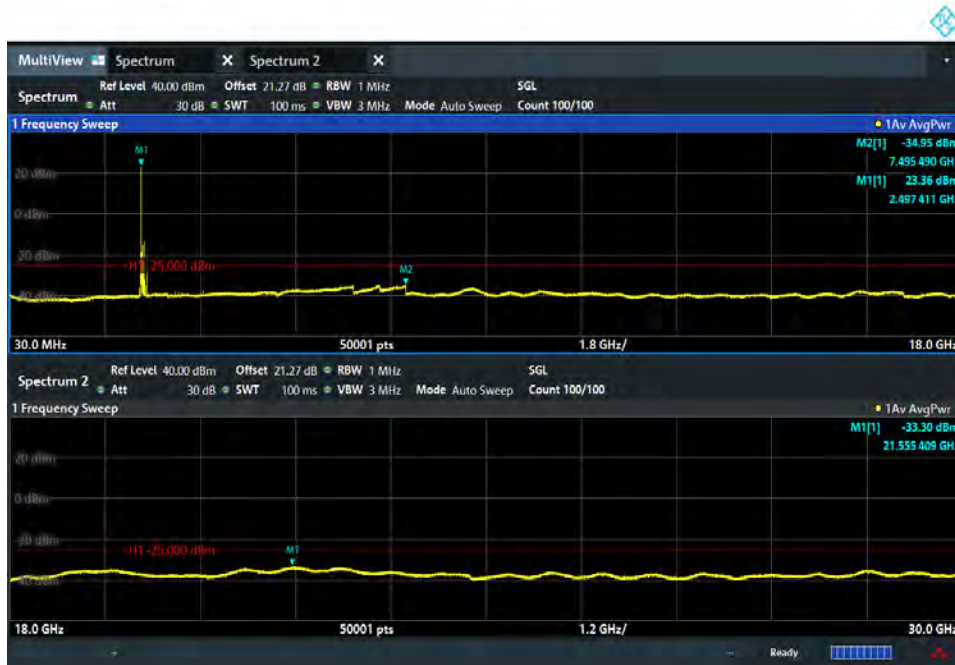 MultiView Spectrum X Spectrum 2 X
Ref Level 40.00 dBm Offset 21.27 dB RBW 1 MHz SGL
Spectrum Att 30 dB SWT 100 ms VBW 3 MHz Mode Auto Sweep Count 100/100
1 Frequency Sweep 1Av AvgPwr
M2[1] -34.95 dBm
7.495 490 GH
M1[1] 23.36 dBm
2.497 411 GH
M1
20 dBm
0 dBm
-20 dBm
H1 -25.000 dBm
M2
-40 dBm
30.0 MHz 50001 pts 1.8 GHz/ 18.0 GHz
Ref Level 40.00 dBm Offset 21.27 dB RBW 1 MHz SGL
Spectrum 2 Att 30 dB SWT 100 ms VBW 3 MHz Mode Auto Sweep Count 100/100
1 Frequency Sweep 1Av AvgPwr
M1[1] -33.30 dBm
21.555 409 GH
20 dBm
0 dBm
-20 dBm
H1 -25.000 dBm
M1
-40 dBm
18.0 GHz 50001 pts 1.2 GHz/ 30.0 GHz
Ready